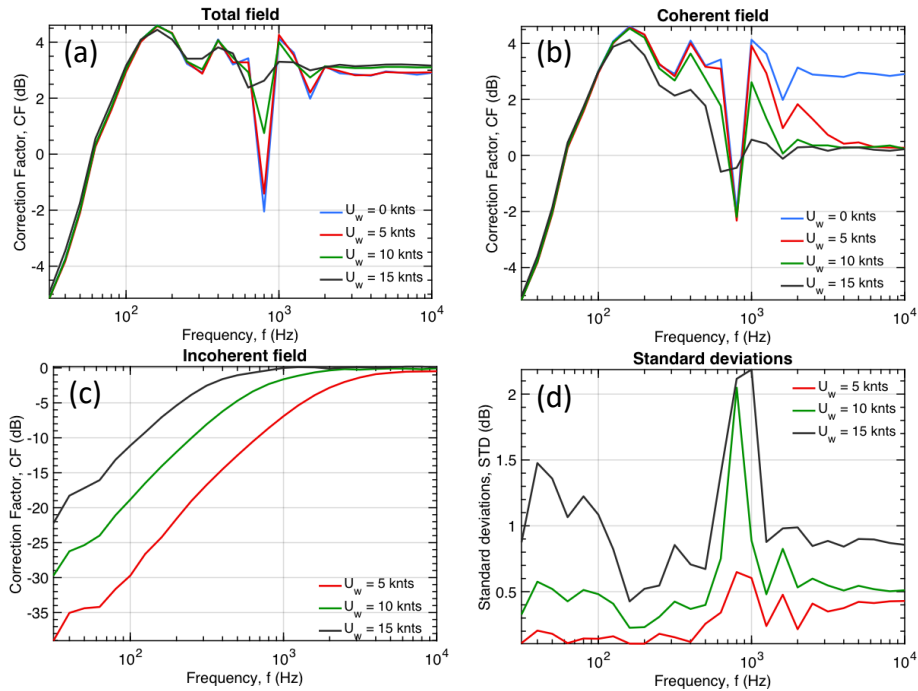 Total field
(a)
Correction Factor, CF (dB)
4
2
0
-2
-4
U_w = 0 knts
U_w = 5 knts
U_w = 10 knts
U_w = 15 knts
10^2
10^3
10^4
Frequency, f (Hz)
Coherent field
(b)
Correction Factor, CF (dB)
4
2
0
-2
-4
U_w = 0 knts
U_w = 5 knts
U_w = 10 knts
U_w = 15 knts
10^2
10^3
10^4
Frequency, f (Hz)
Incoherent field
(c)
Correction Factor, CF (dB)
0
-5
-10
-15
-20
-25
-30
-35
U_w = 5 knts
U_w = 10 knts
U_w = 15 knts
10^2
10^3
10^4
Frequency, f (Hz)
Standard deviations
(d)
Standard deviations, STD (dB)
2
1.5
1
0.5
U_w = 5 knts
U_w = 10 knts
U_w = 15 knts
10^2
10^3
10^4
Frequency, f (Hz)